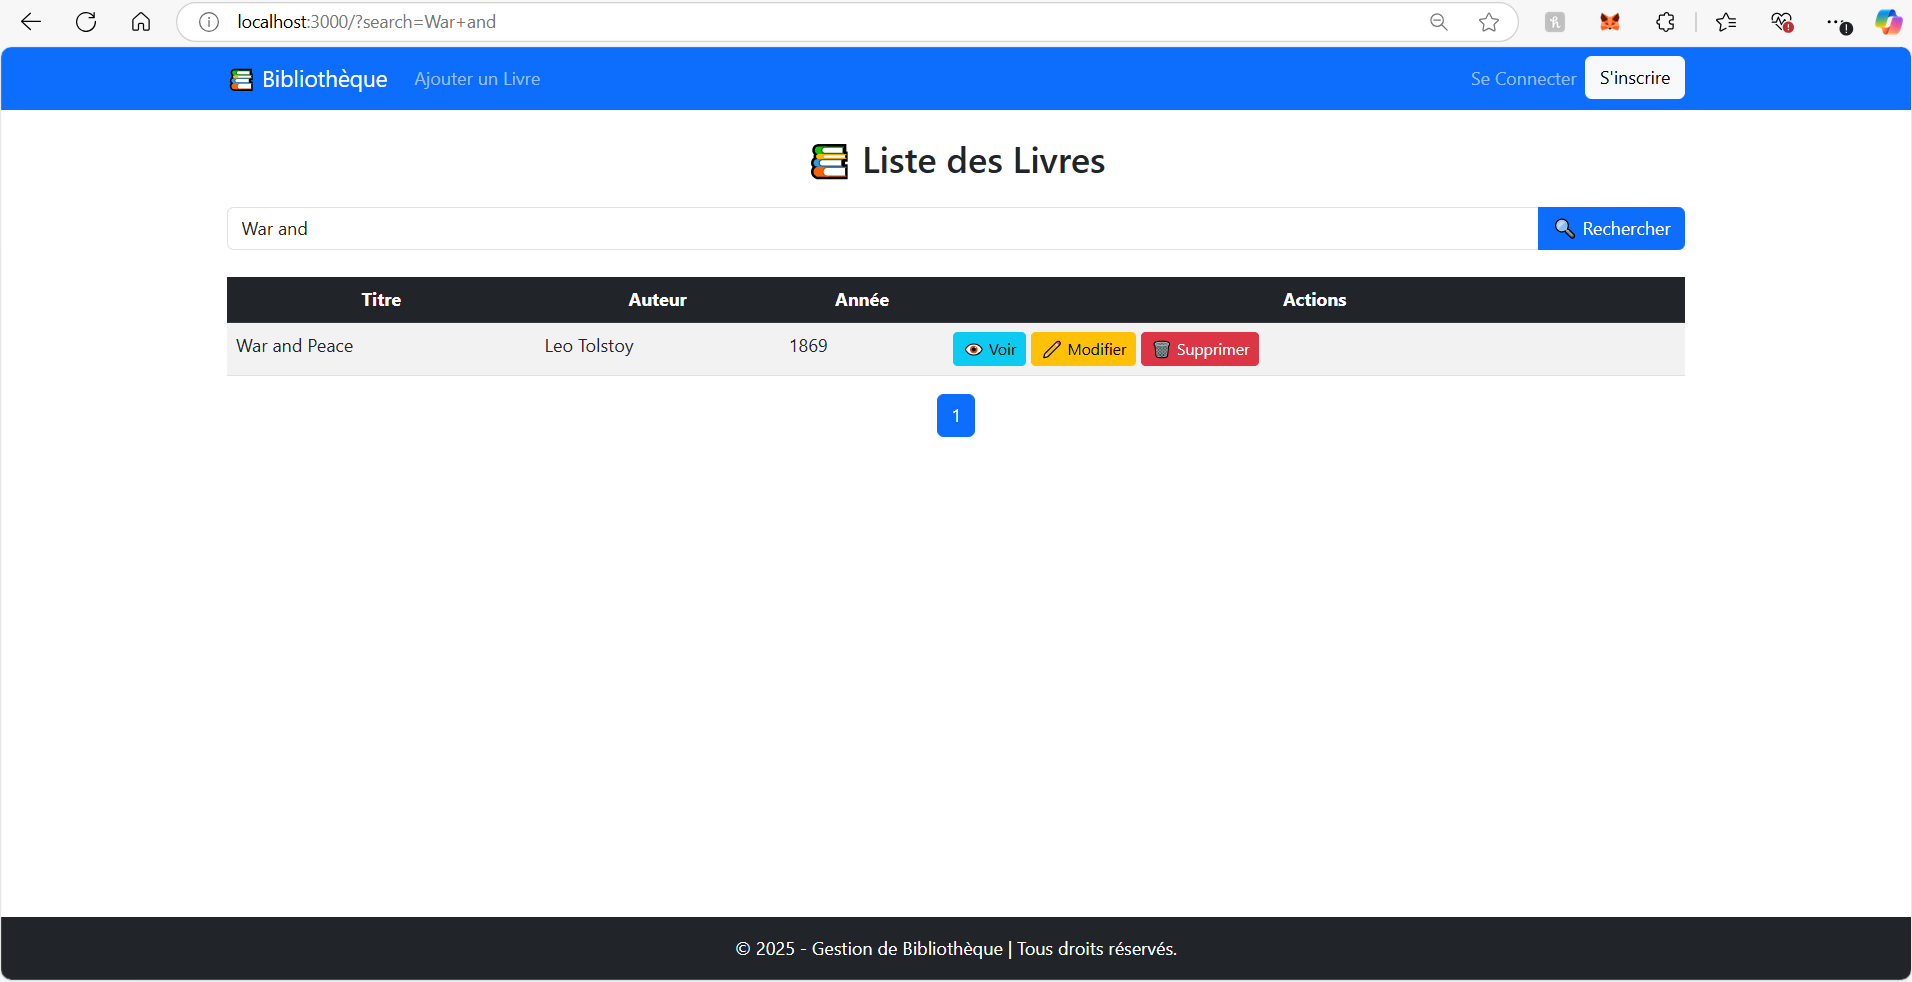 localhost:3000/?search=War+and
Bibliothèque Ajouter un Livre Se Connecter S'inscrire
Liste des Livres
War and Rechercher
Titre Auteur Année Actions
War and Peace Leo Tolstoy 1869 Voir Modifier Supprimer
1
© 2025 - Gestion de Bibliothèque | Tous droits réservés.